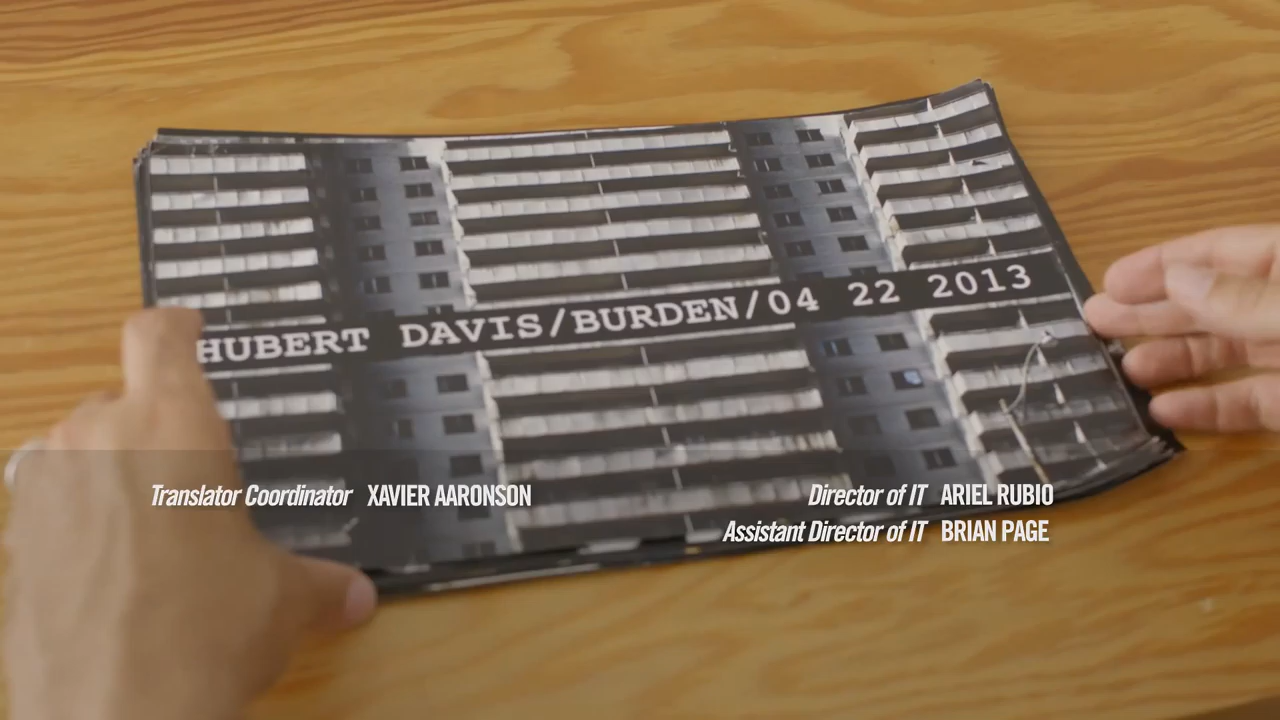 HUBERT DAVIS/BURDEN/04 22 2013
Translator Coordinator XAVIER AARONSON
Director of IT ARIEL RUBIO
Assistant Director of IT BRIAN PAGE